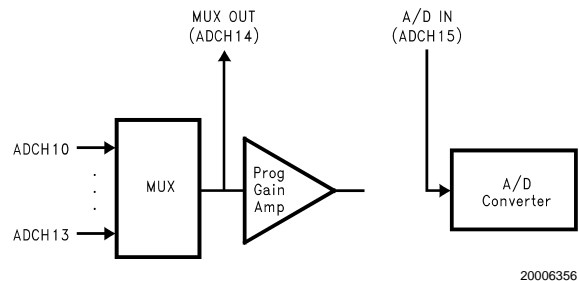 MUX OUT
(ADCH14)
A/D IN
(ADCH15)
ADCH10
.
.
.
ADCH13
MUX
Prog
Gain
Amp
A/D
Converter
20006356